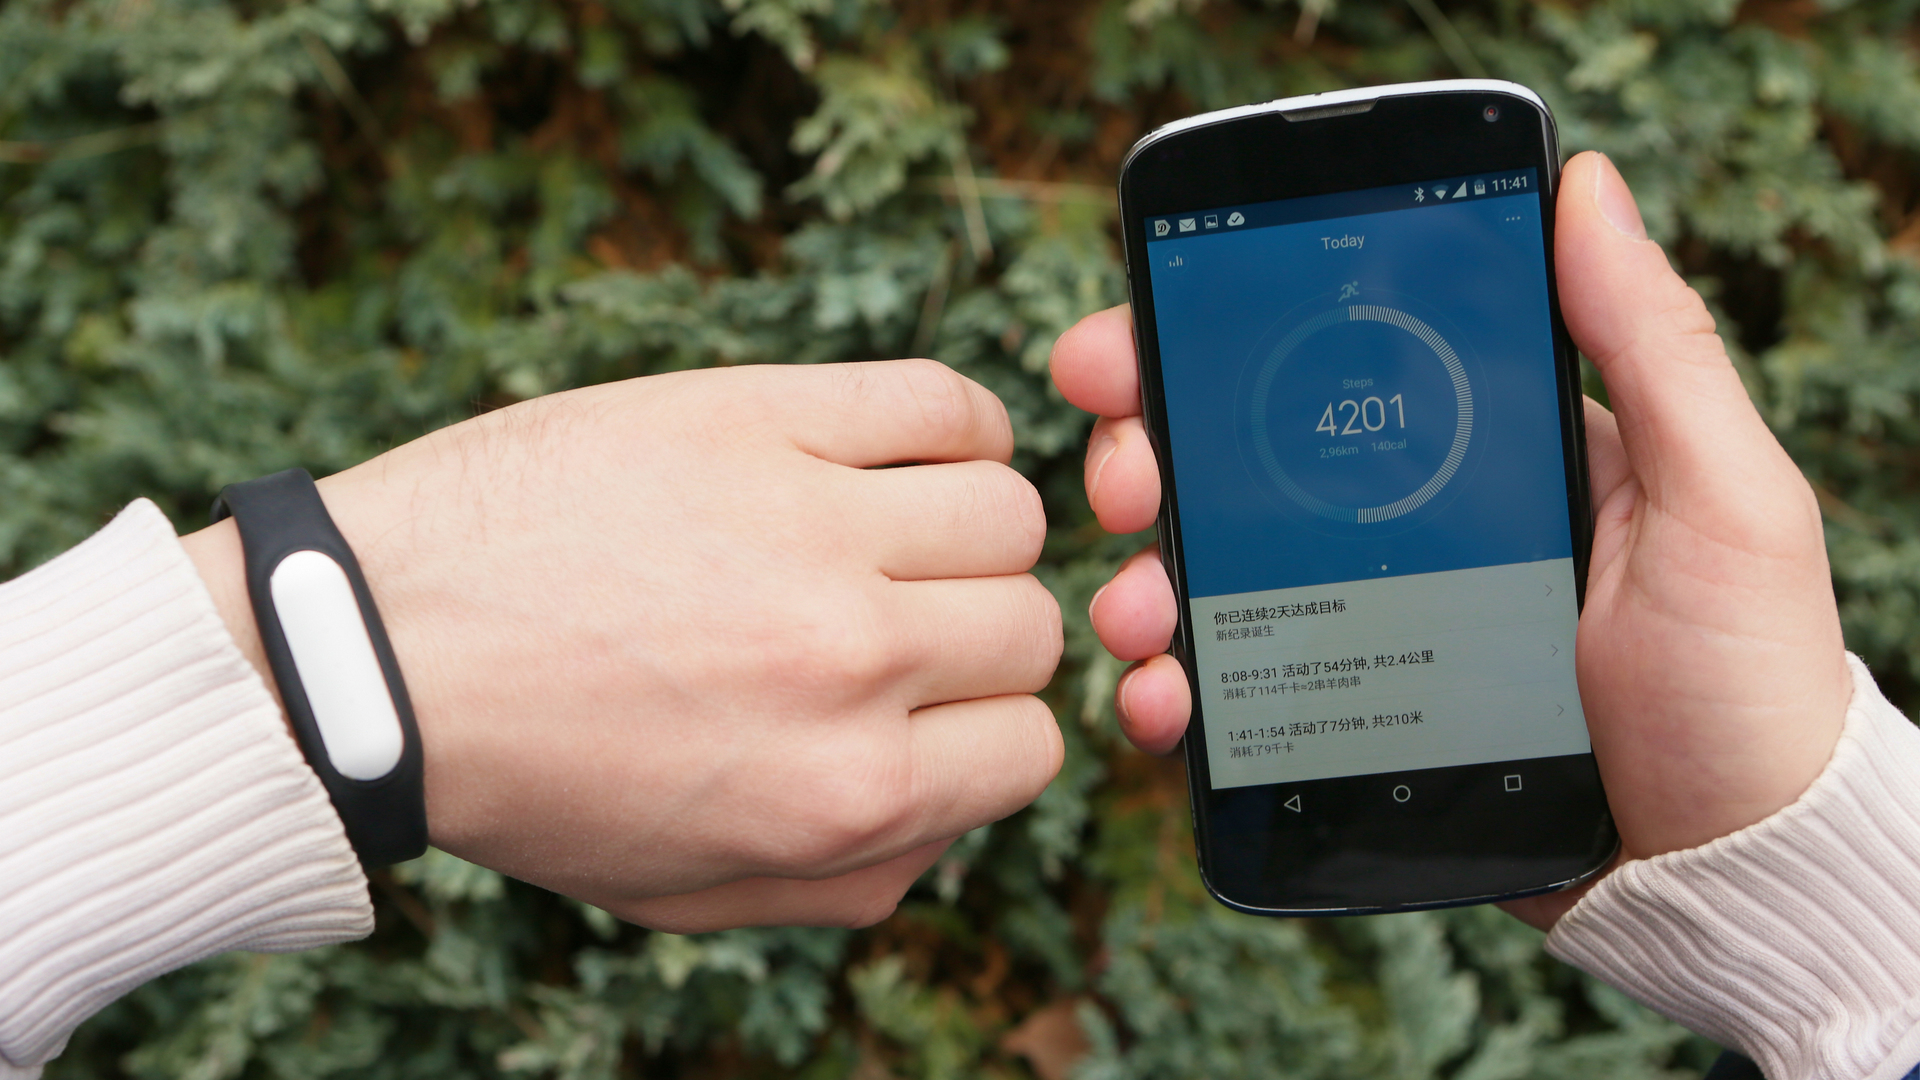 11:41
Today
Steps
4201
2,96km 140cal
你已连续2天达成目标
新纪录诞生
8:08-9:31 活动了54分钟, 共2.4公里
消耗了114千卡≈2串羊肉串
1:41-1:54 活动了7分钟, 共210米
消耗了9千卡